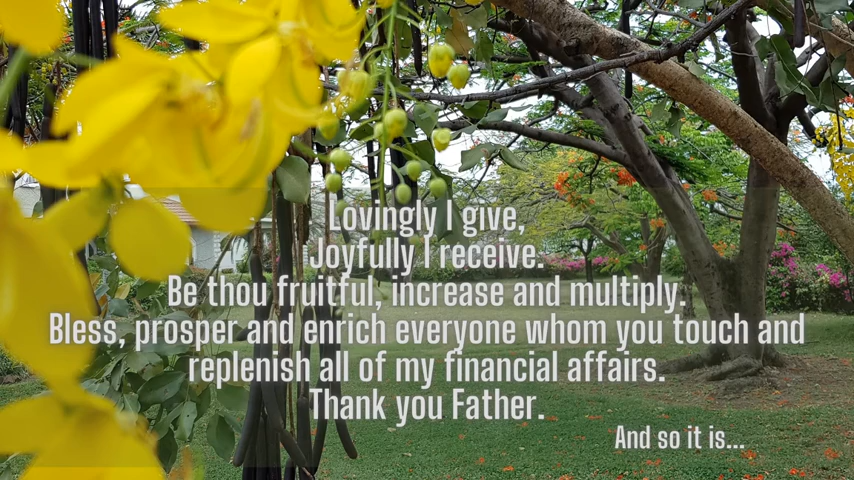 Lovingly I give,
Joyfully I receive.
Be thou fruitful, increase and multiply.
Bless, prosper and enrich everyone whom you touch and
replenish all of my financial affairs.
Thank you Father.
And so it is...